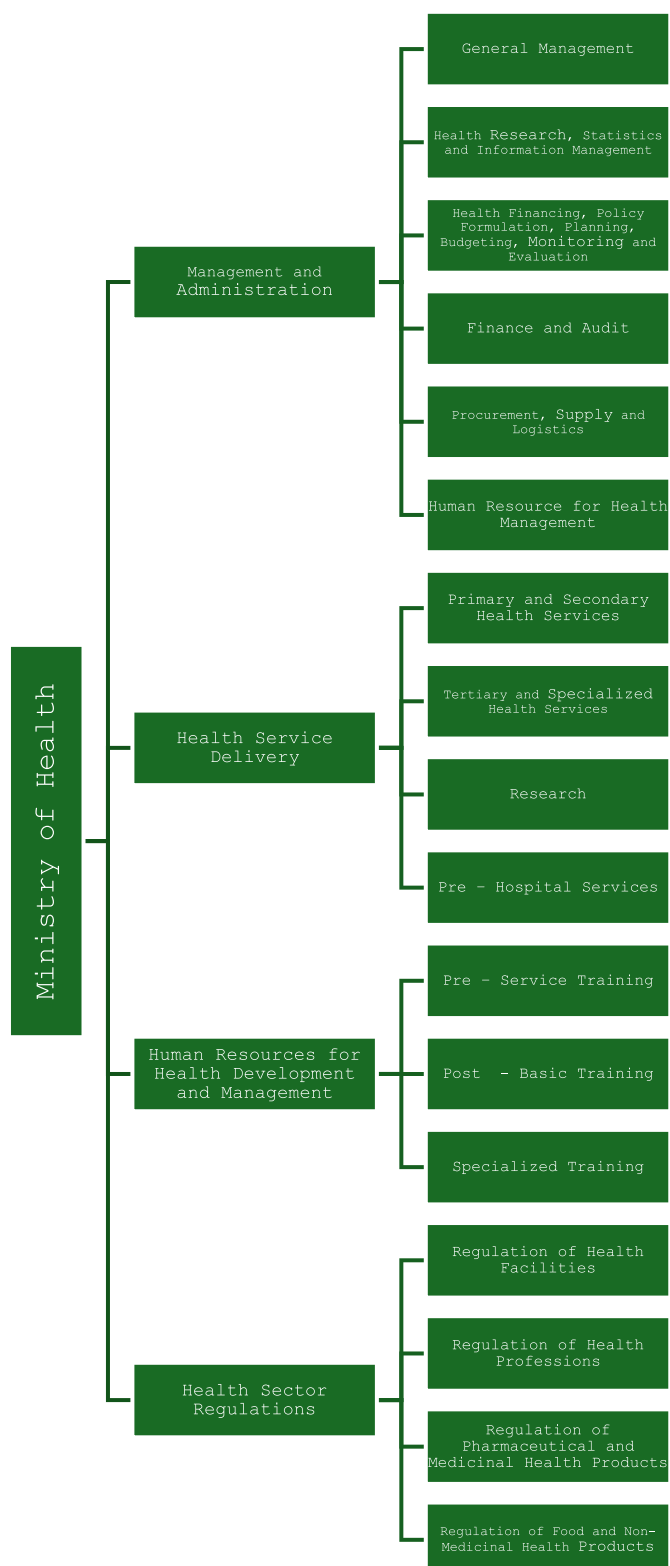 Ministry of Health
Management and
Administration
General Management
Health Research, Statistics
and Information Management
Health Financing, Policy
Formulation, Planning,
Budgeting, Monitoring and
Evaluation
Finance and Audit
Procurement, Supply and
Logistics
Human Resource for Health
Management
Health Service
Delivery
Primary and Secondary
Health Services
Tertiary and Specialized
Health Services
Research
Pre – Hospital Services
Human Resources for
Health Development
and Management
Pre – Service Training
Post  - Basic Training
Specialized Training
Health Sector
Regulations
Regulation of Health
Facilities
Regulation of Health
Professions
Regulation of
Pharmaceutical and
Medicinal Health Products
Regulation of Food and Non-
Medicinal Health Products